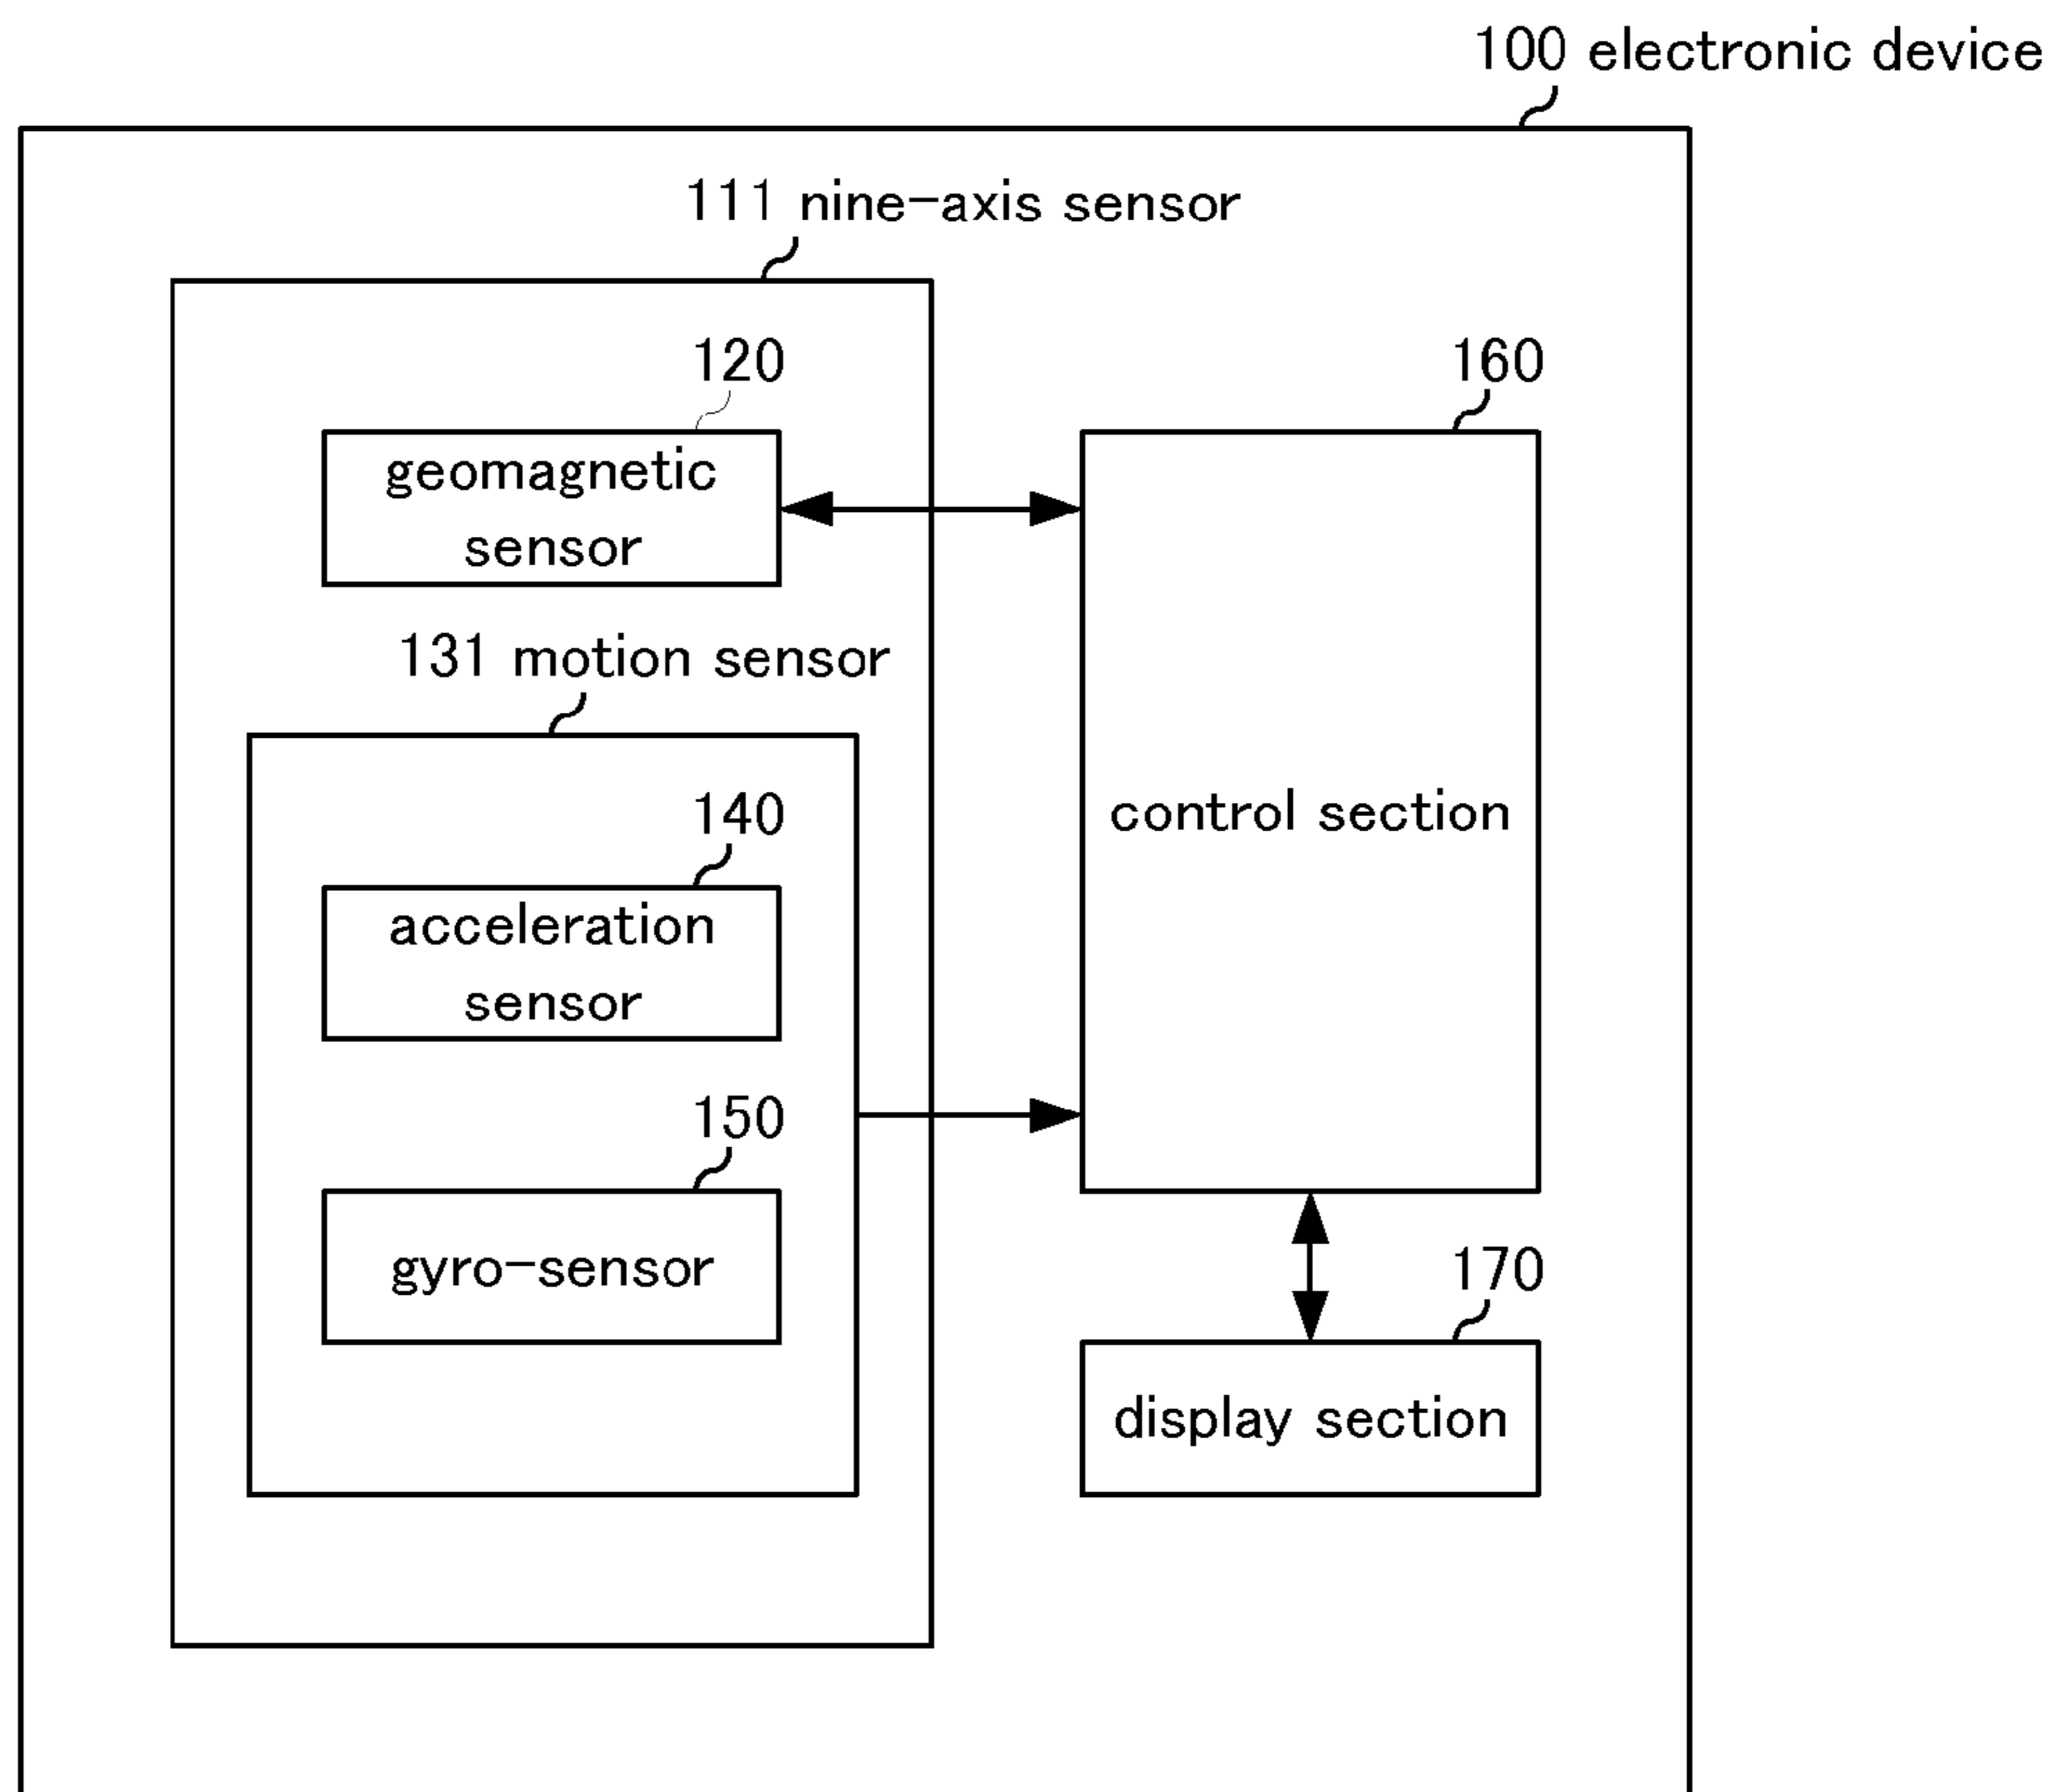 100 electronic device
111 nine-axis sensor
120
geomagnetic
sensor
131 motion sensor
140
acceleration
sensor
150
gyro-sensor
160
control section
170
display section